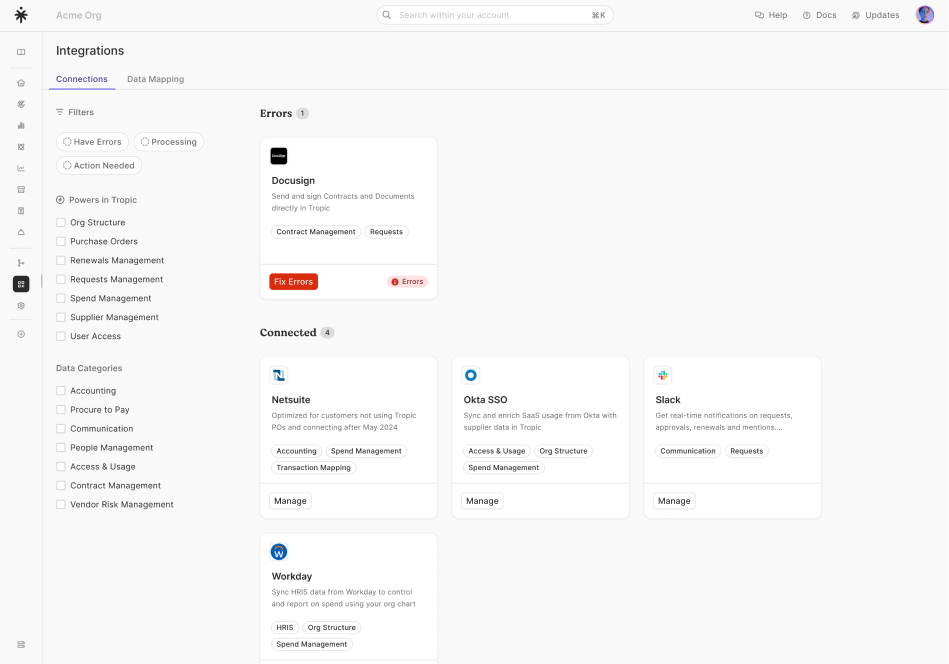 Acme Org
Search within your account
⌘K
Help
Docs
Updates
Integrations
Connections
Data Mapping
Filters
Have Errors
Processing
Action Needed
Powers in Tropic
Org Structure
Purchase Orders
Renewals Management
Requests Management
Spend Management
Supplier Management
User Access
Data Categories
Accounting
Procure to Pay
Communication
People Management
Access & Usage
Contract Management
Vendor Risk Management
Errors 1
Docusign
Send and sign Contracts and Documents
directly in Tropic
Contract Management
Requests
Fix Errors
Errors
Connected 4
Netsuite
Optimized for customers not using Tropic
POs and connecting after May 2024
Accounting
Spend Management
Transaction Mapping
Manage
Okta SSO
Sync and enrich SaaS usage from Okta with
supplier data in Tropic
Access & Usage
Org Structure
Spend Management
Manage
Slack
Get real-time notifications on requests,
approvals, renewals and mentions....
Communication
Requests
Manage
Workday
Sync HRIS data from Workday to control
and report on spend using your org chart
HRIS
Org Structure
Spend Management